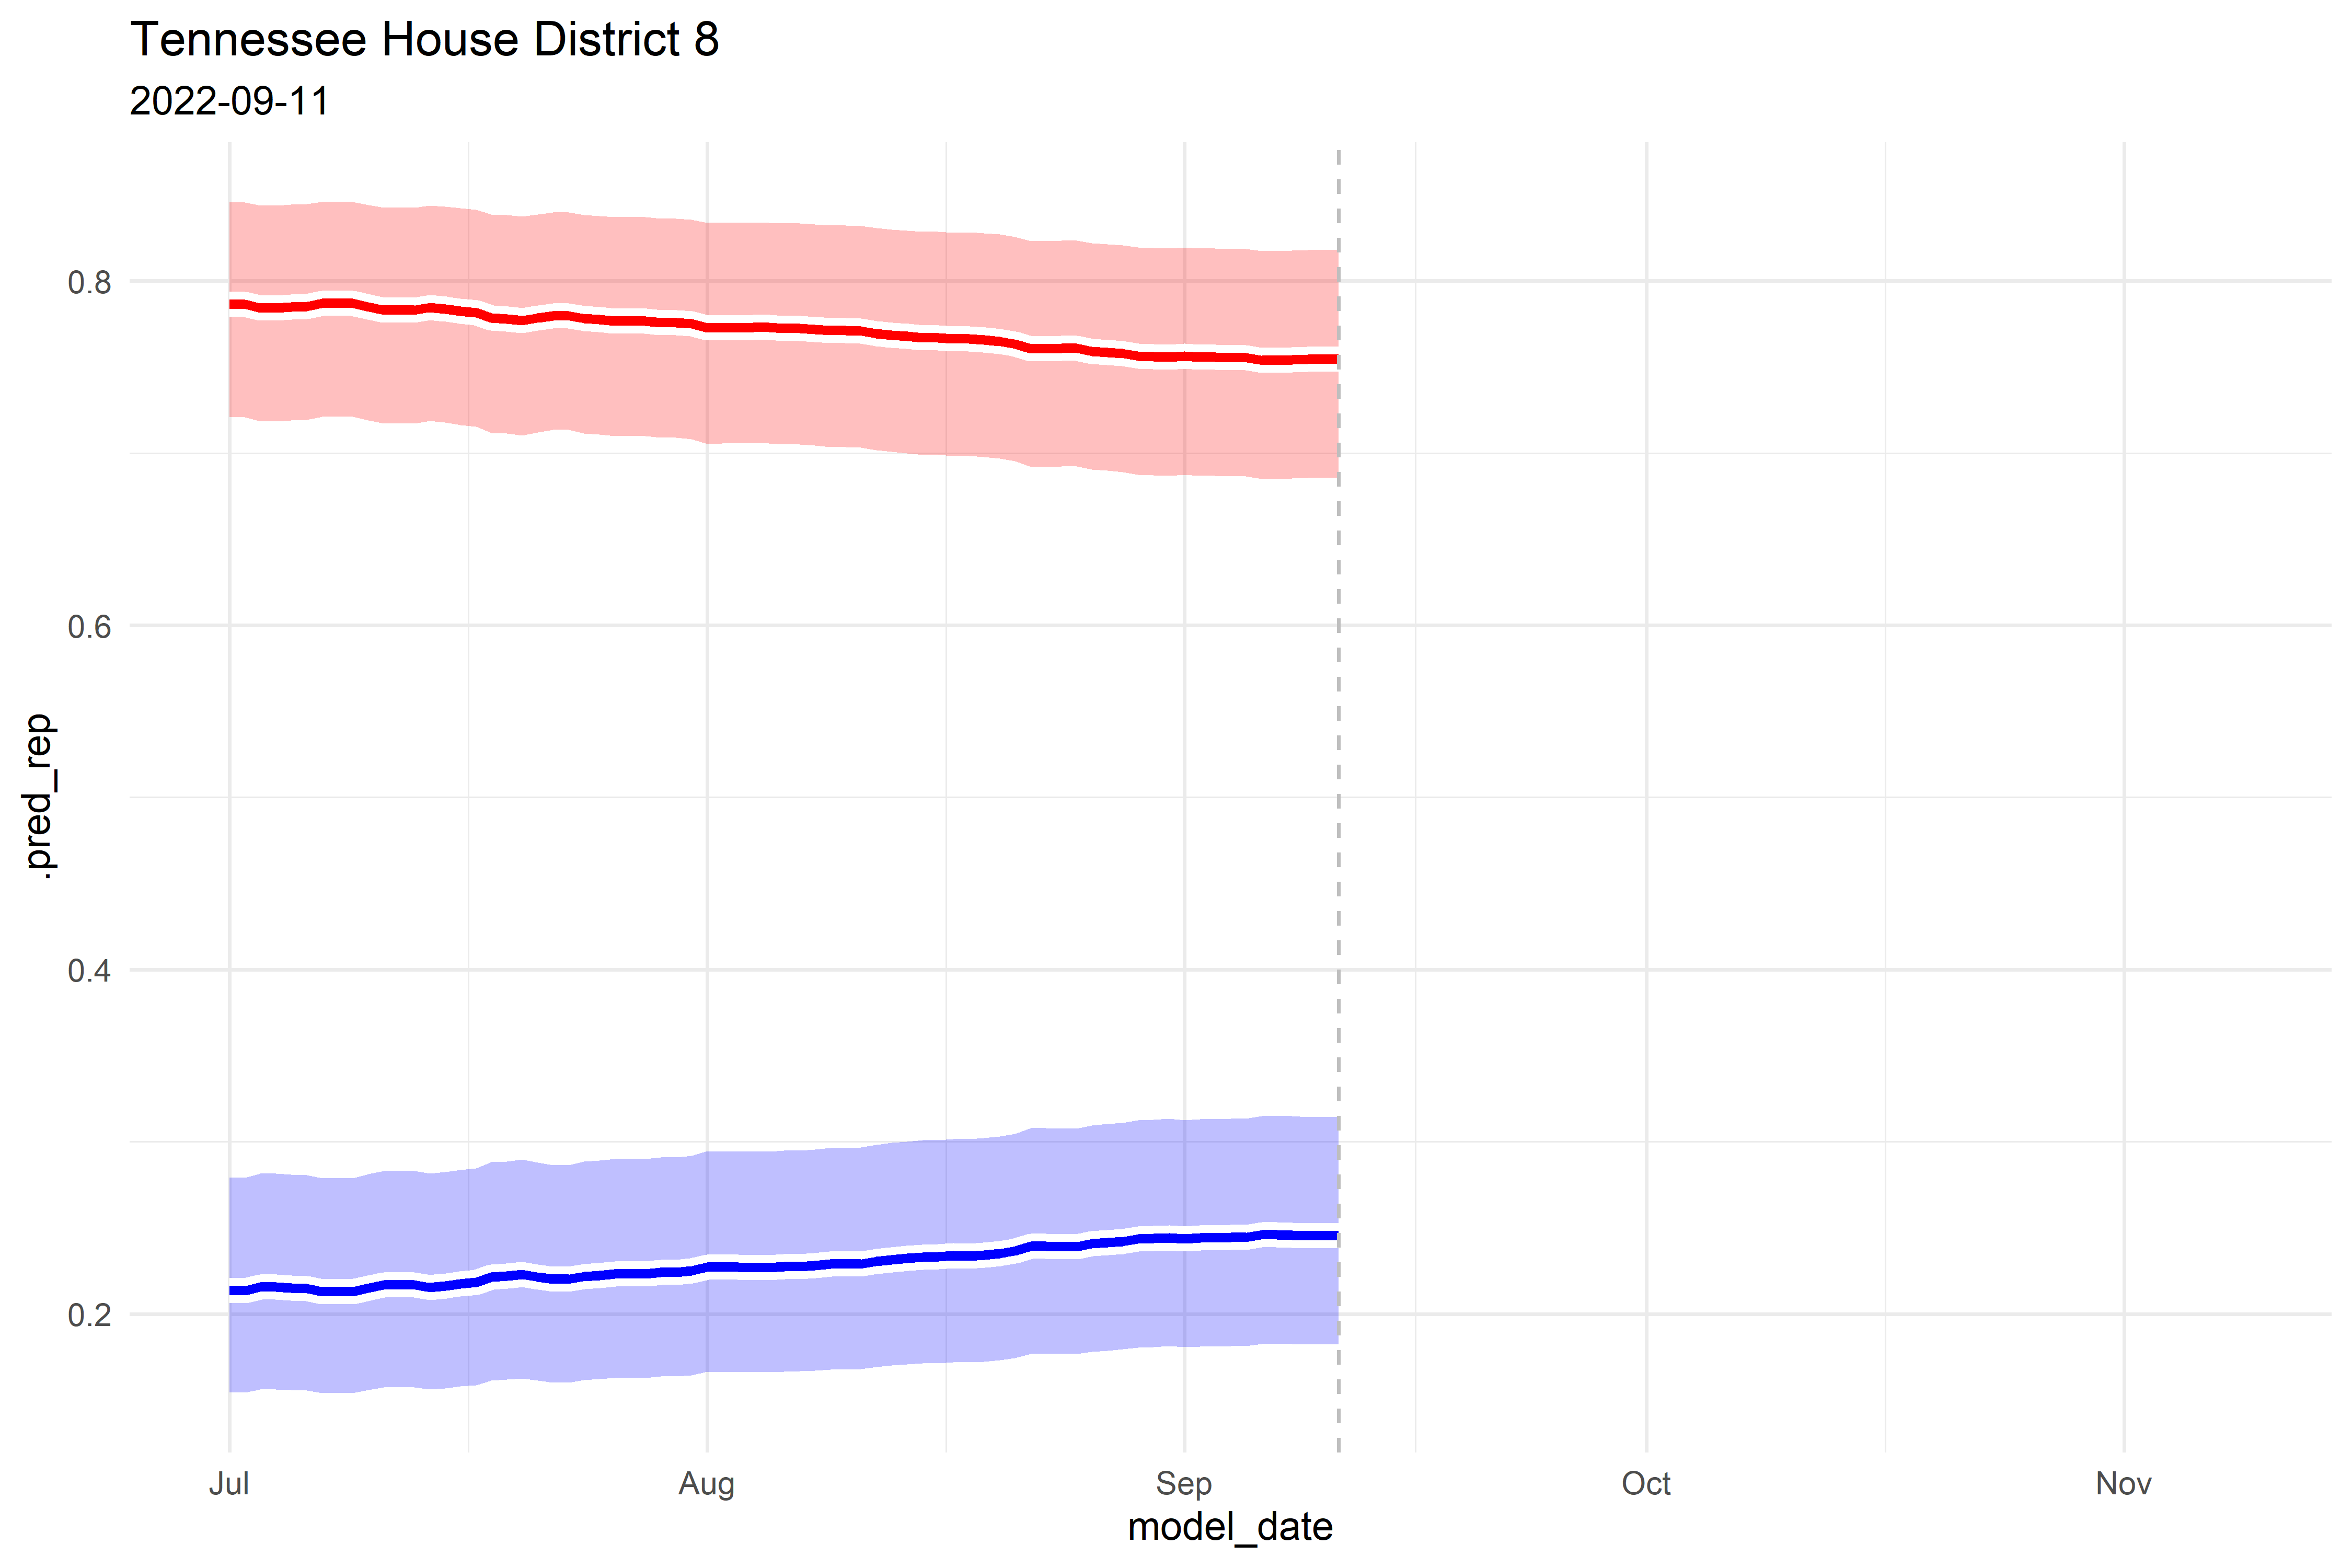 Tennessee House District 8
2022-09-11
0.8
0.6
0.4
0.2
.pred_rep
Jul Aug Sep Oct Nov
model_date